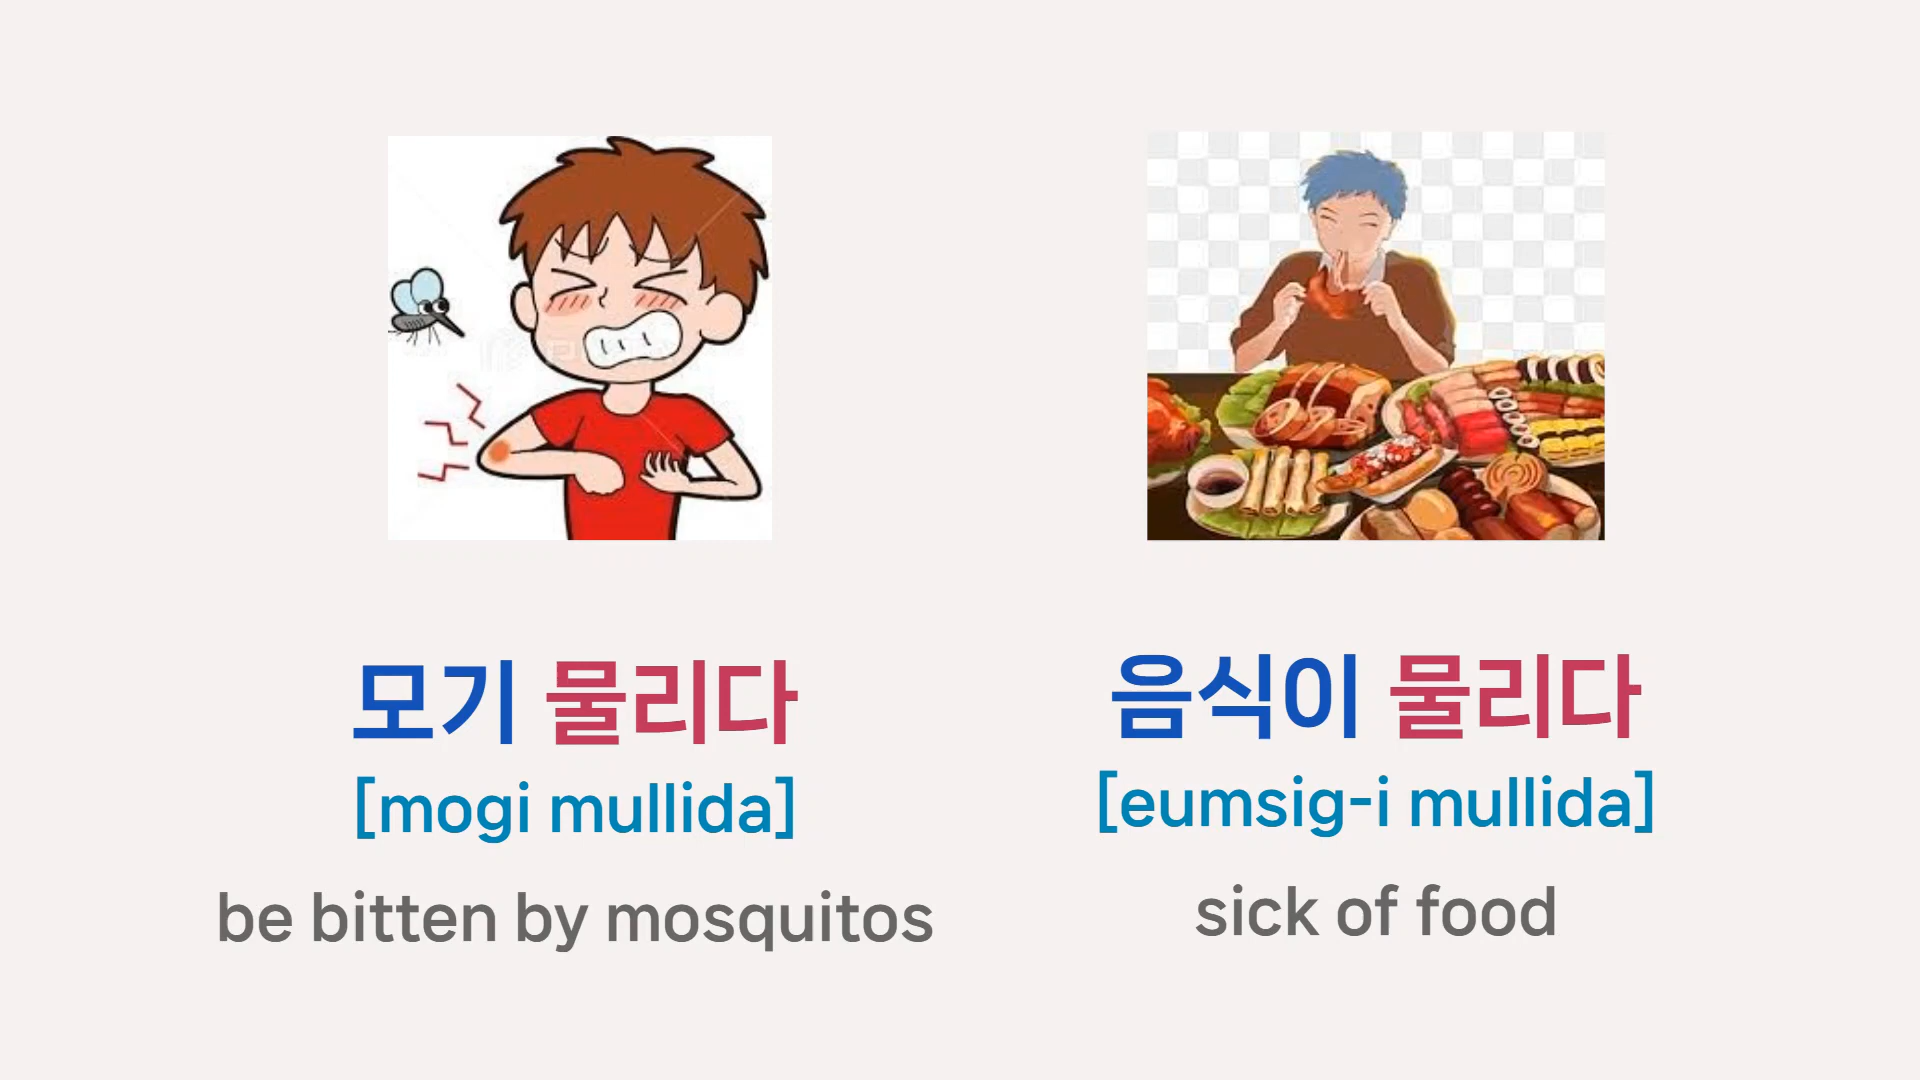 모기 물리다
[mogi mullida]
be bitten by mosquitos
음식이 물리다
[eumsig-i mullida]
sick of food